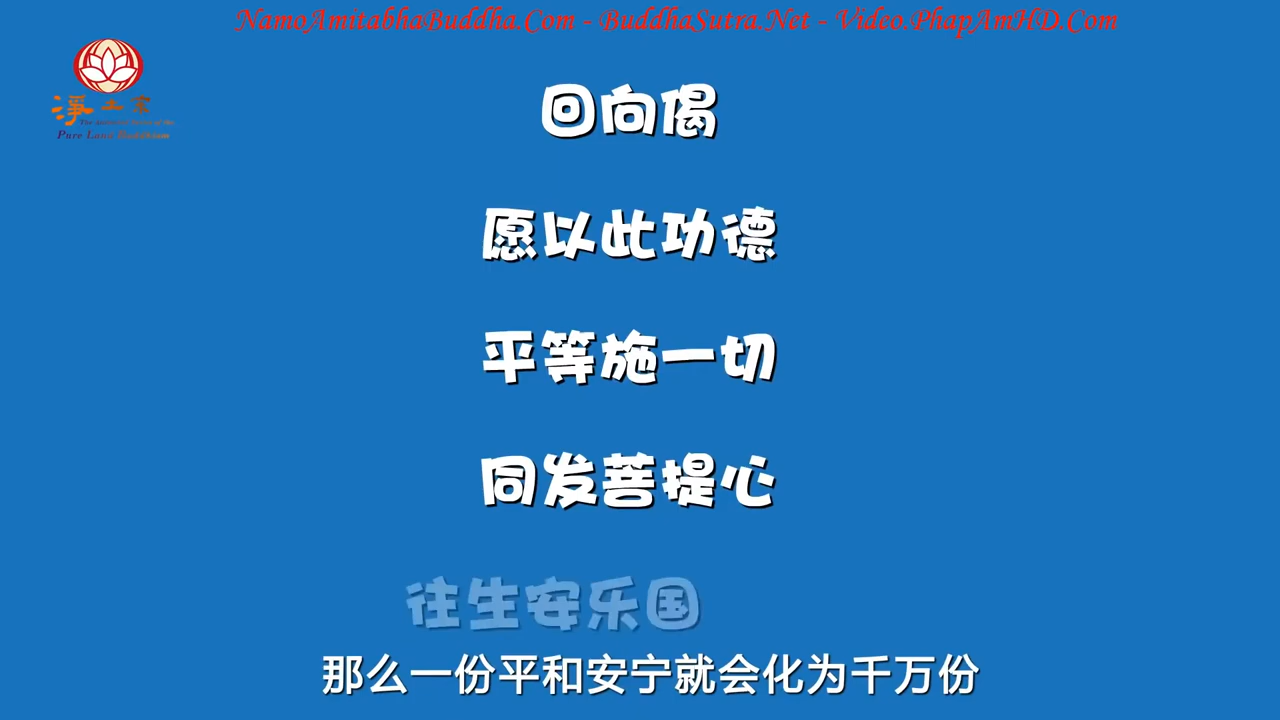 NamoAmitabhaBuddha.Com - BuddhaSutra.Net - Video.PhapAmHD.Com
淨土宗
Pure Land Buddhism
回向偈
愿以此功德
平等施一切
同发菩提心
往生安乐国
那么一份平和安宁就会化为千万份